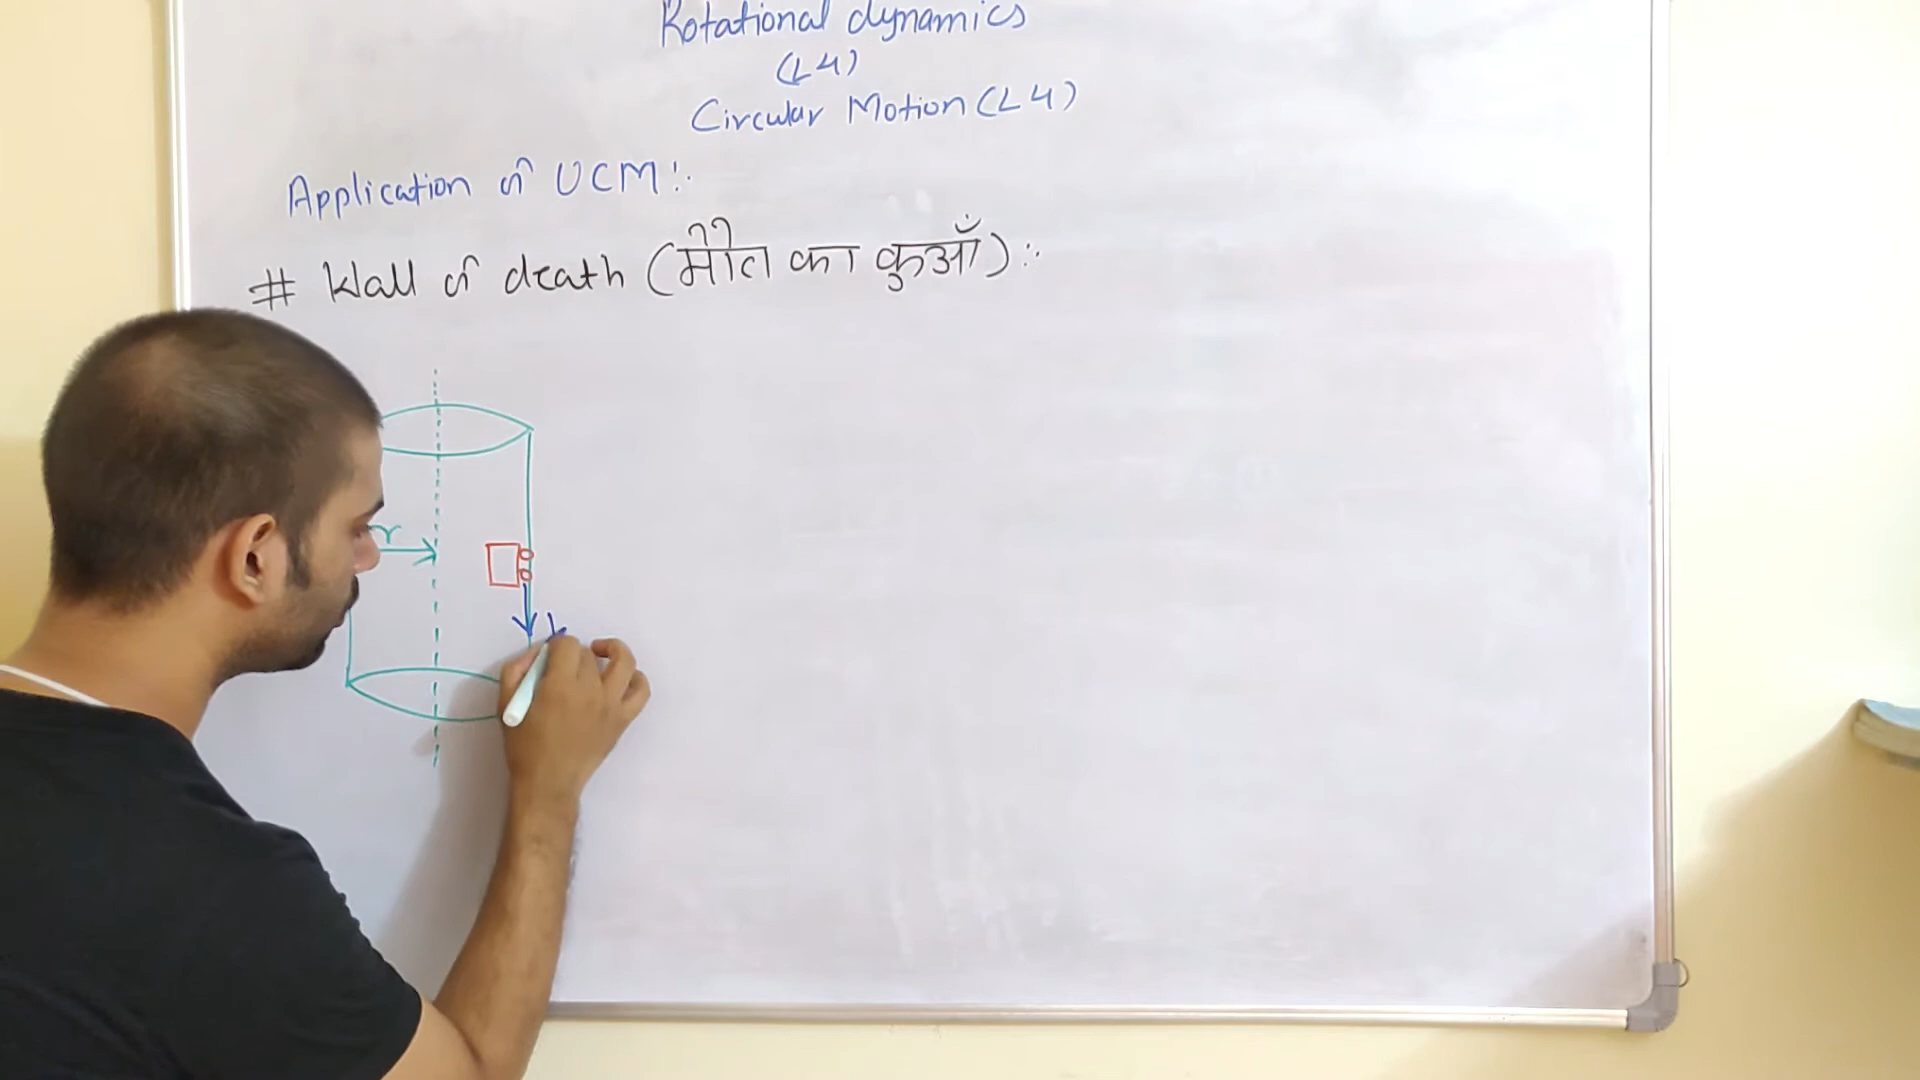 Rotational dynamics
(L4)
Circular Motion (L4)
Application of UCM:-
# Wall of death (मौत का कुआँ):-
r